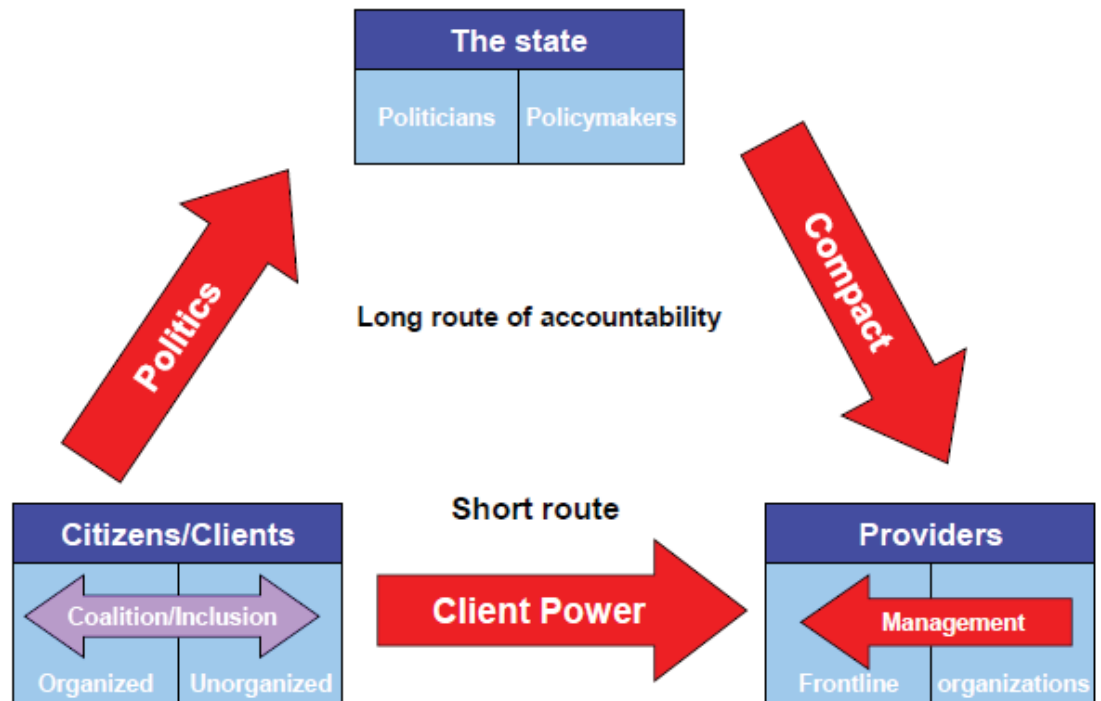 The state
Politicians
Policymakers
Politics
Compact
Long route of accountability
Short route
Citizens/Clients
Coalition/Inclusion
Organized
Unorganized
Client Power
Providers
Management
Frontline
organizations